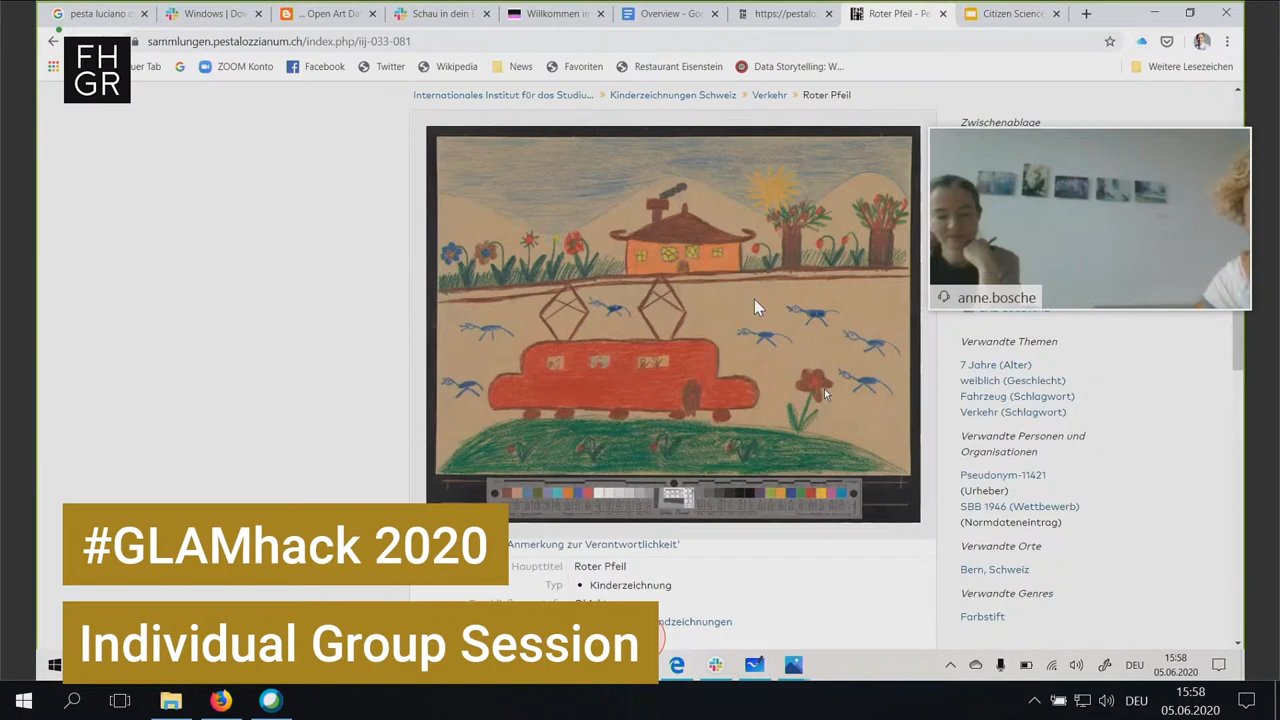 pesta luciano c
Windows | Dow
... Open Art Da
Schau in dein E
Willkommen in
Overview - Goo
https://pestalo
Roter Pfeil - Pe
Citizen Science
sammlungen.pestalozzianum.ch/index.php/iij-033-081
FH
GR
uer Tab
ZOOM Konto
Facebook
Twitter
Wikipedia
News
Favoriten
Restaurant Eisenstein
Data Storytelling: W...
Weitere Lesezeichen
Internationales Institut für das Studiu... » Kinderzeichnungen Schweiz » Verkehr » Roter Pfeil
Zwischenablage
anne.bosche
Verwandte Themen
7 Jahre (Alter)
weiblich (Geschlecht)
Fahrzeug (Schlagwort)
Verkehr (Schlagwort)
Verwandte Personen und
Organisationen
Pseudonym-11421
(Urheber)
SBB 1946 (Wettbewerb)
(Normdateneintrag)
Verwandte Orte
Bern, Schweiz
Verwandte Genres
Farbstift
Anmerkung zur Verantwortlichkeit'
Haupttitel Roter Pfeil
Typ • Kinderzeichnung
ndzeichnungen
#GLAMhack 2020
Individual Group Session
DEU
15:58
05.06.2020
DEU
15:58
05.06.2020